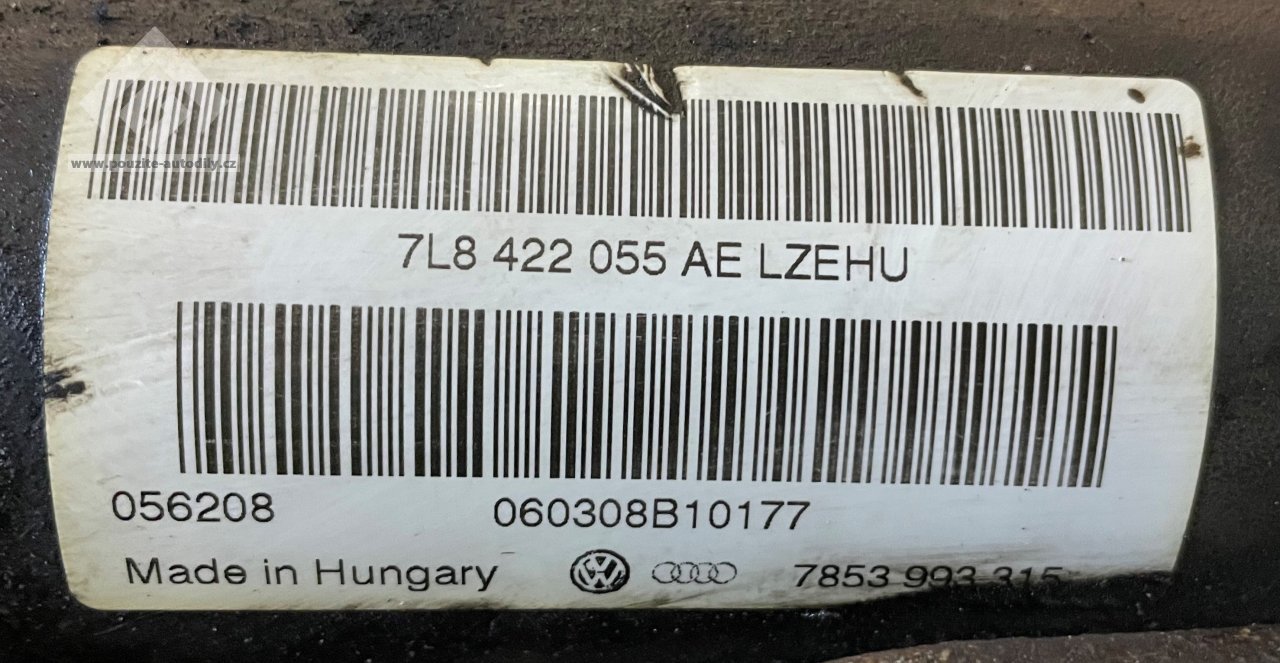 www.pouzite-autodily.cz
7L8 422 055 AE LZEHU
056208 060308B10177
Made in Hungary 7853 993 315